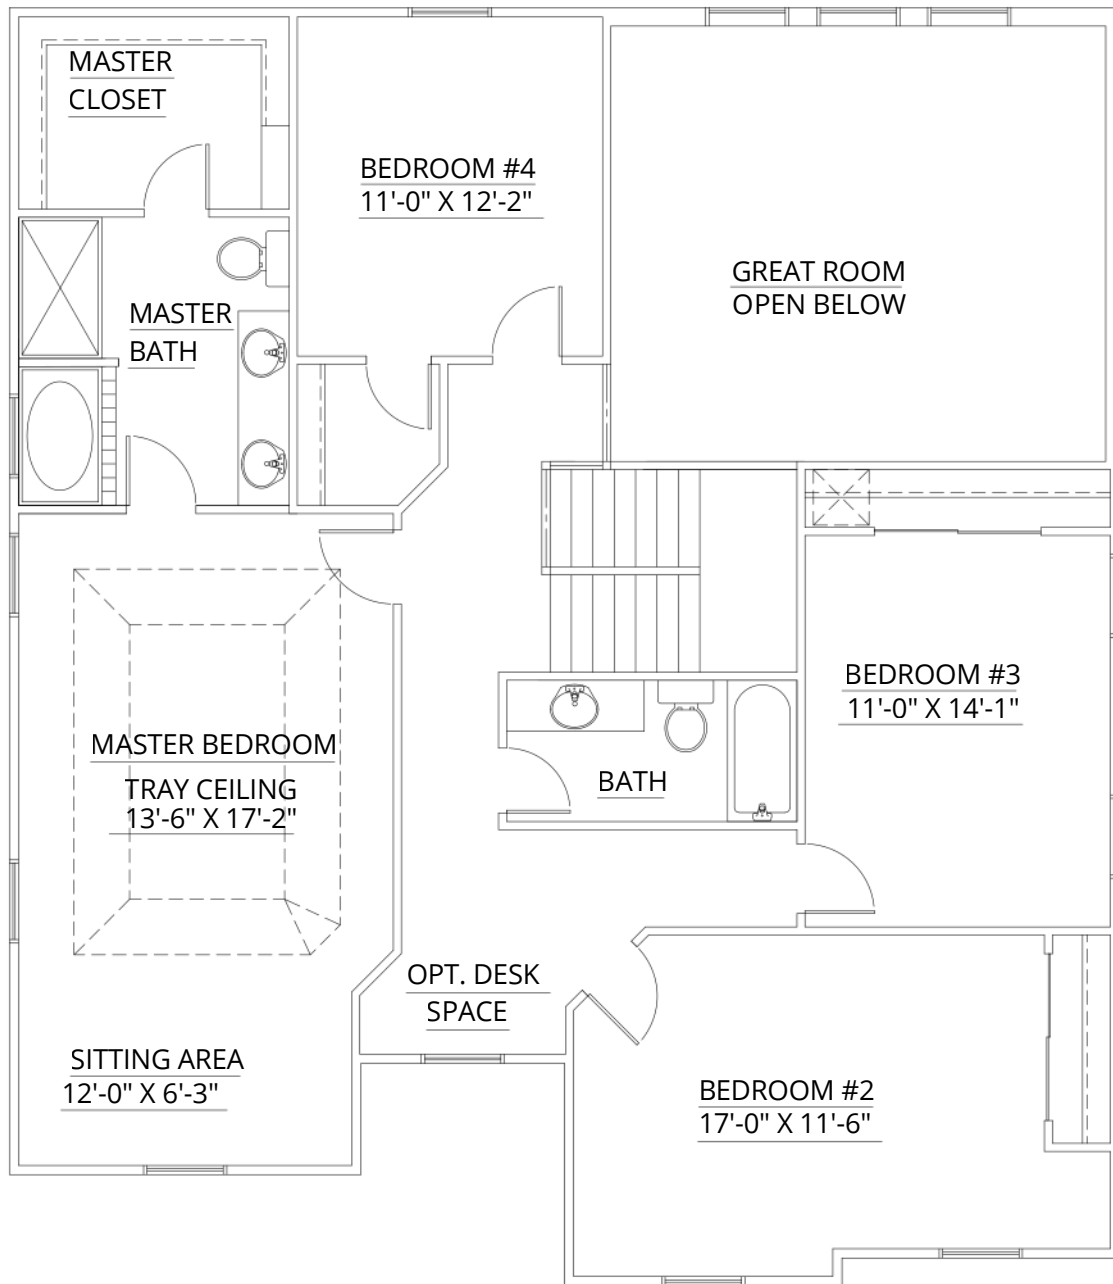 MASTER
CLOSET
BEDROOM #4
11'-0" X 12'-2"
GREAT ROOM
OPEN BELOW
MASTER
BATH
BEDROOM #3
11'-0" X 14'-1"
MASTER BEDROOM
TRAY CEILING
13'-6" X 17'-2"
BATH
OPT. DESK
SPACE
SITTING AREA
12'-0" X 6'-3"
BEDROOM #2
17'-0" X 11'-6"